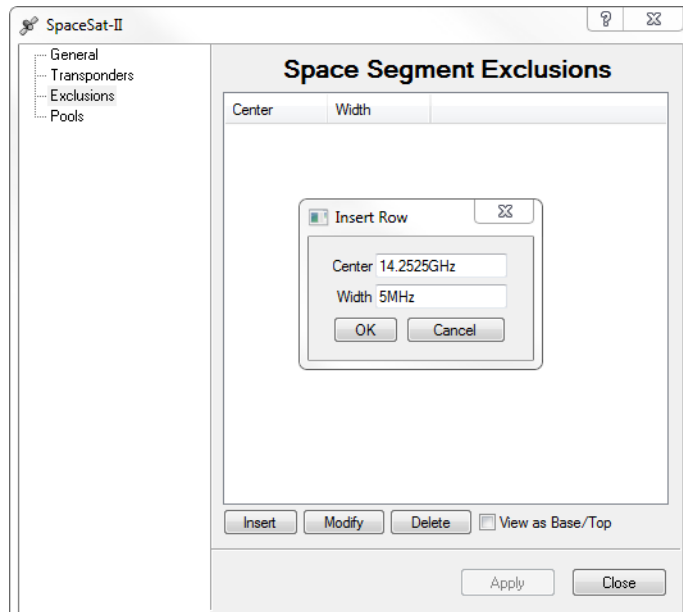 SpaceSat-II
General
Transponders
Exclusions
Pools
Space Segment Exclusions
Center Width
Insert Row
Center 14.2525GHz
Width 5MHz
OK Cancel
Insert Modify Delete View as Base/Top
Apply Close